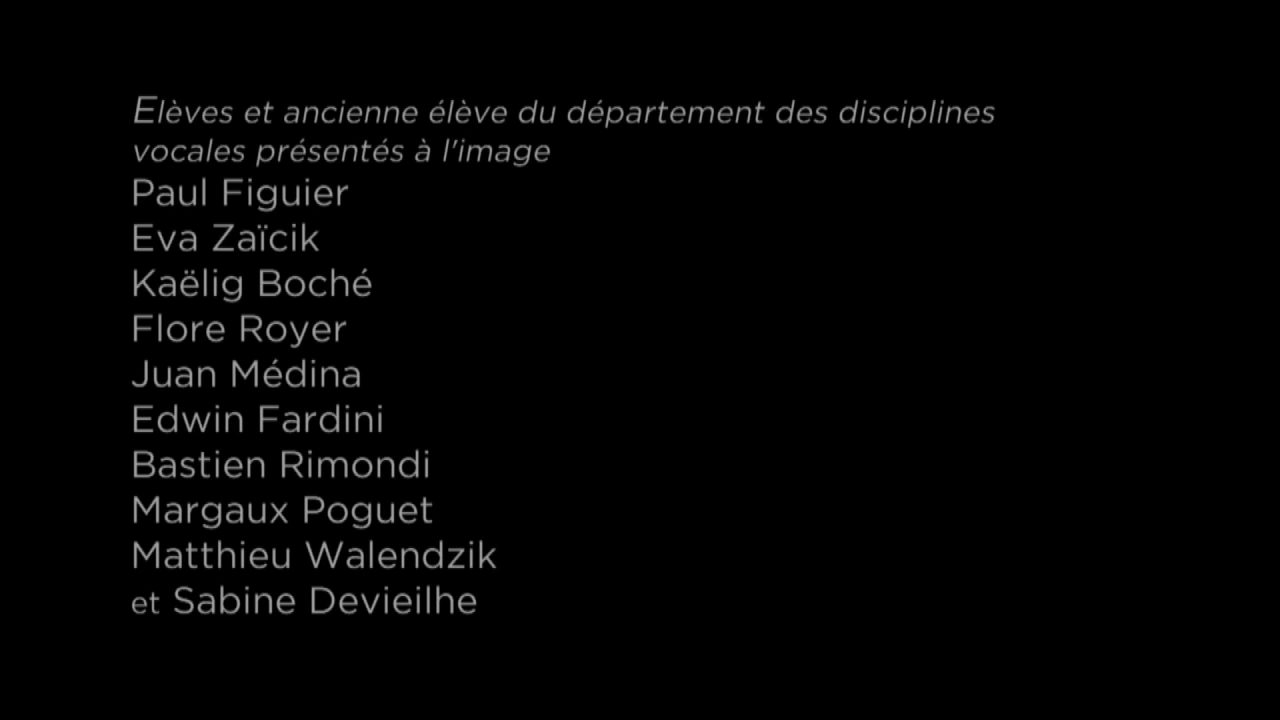 Elèves et ancienne élève du département des disciplines
vocales présentés à l'image
Paul Figuier
Eva Zaïcik
Kaëlig Boché
Flore Royer
Juan Médina
Edwin Fardini
Bastien Rimondi
Margaux Poguet
Matthieu Walendzik
et Sabine Devieilhe